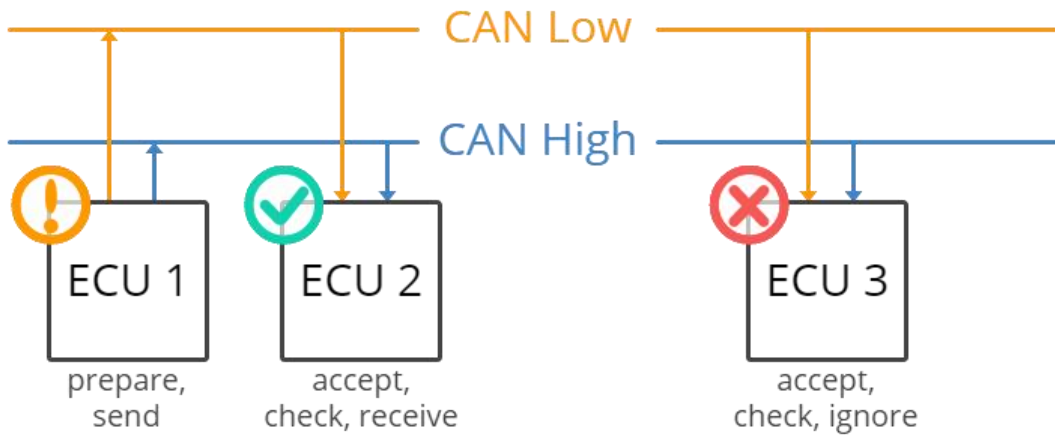 CAN Low
CAN High
ECU 1
ECU 2
ECU 3
prepare,
send
accept,
check, receive
accept,
check, ignore